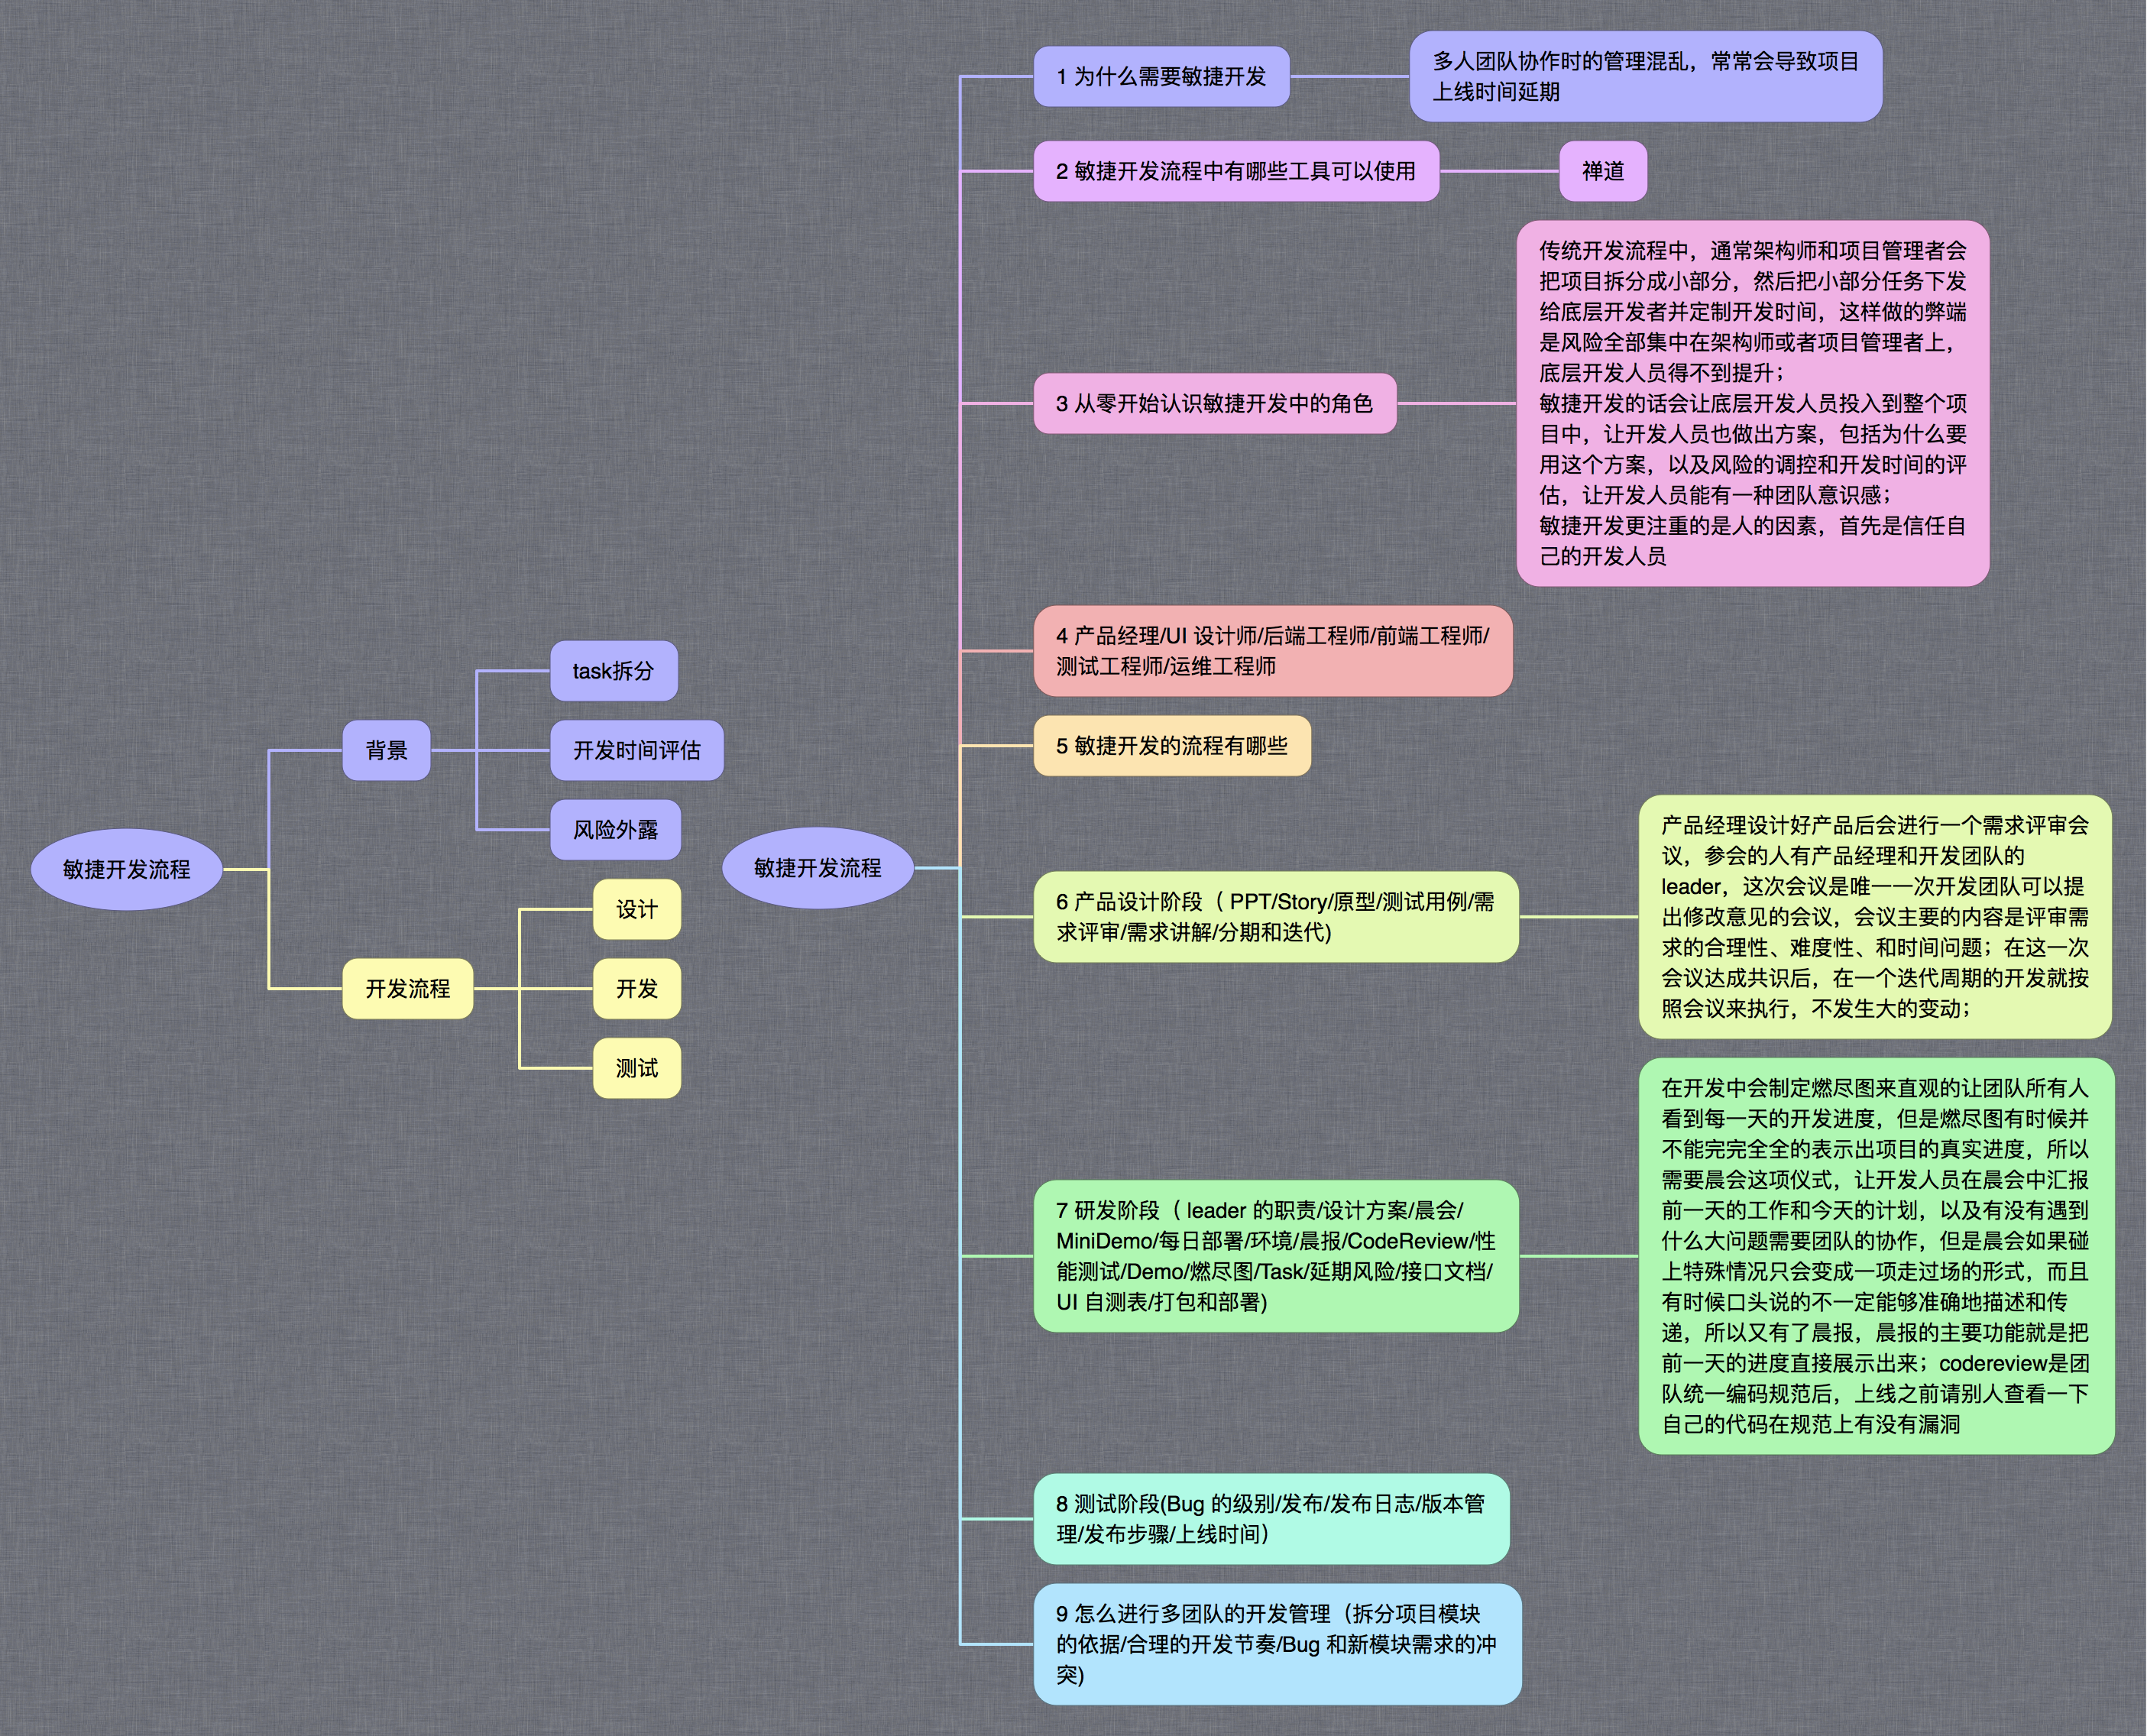 敏捷开发流程
背景
task拆分
开发时间评估
风险外露
开发流程
设计
开发
测试
敏捷开发流程
1 为什么需要敏捷开发
多人团队协作时的管理混乱，常常会导致项目
上线时间延期
2 敏捷开发流程中有哪些工具可以使用
禅道
3 从零开始认识敏捷开发中的角色
传统开发流程中，通常架构师和项目管理者会
把项目拆分成小部分，然后把小部分任务下发
给底层开发者并定制开发时间，这样做的弊端
是风险全部集中在架构师或者项目管理者上，
底层开发人员得不到提升；
敏捷开发的话会让底层开发人员投入到整个项
目中，让开发人员也做出方案，包括为什么要
用这个方案，以及风险的调控和开发时间的评
估，让开发人员能有一种团队意识感；
敏捷开发更注重的是人的因素，首先是信任自
己的开发人员
4 产品经理/UI 设计师/后端工程师/前端工程师/
测试工程师/运维工程师
5 敏捷开发的流程有哪些
6 产品设计阶段（ PPT/Story/原型/测试用例/需
求评审/需求讲解/分期和迭代)
产品经理设计好产品后会进行一个需求评审会
议，参会的人有产品经理和开发团队的
leader，这次会议是唯一一次开发团队可以提
出修改意见的会议，会议主要的内容是评审需
求的合理性、难度性、和时间问题；在这一次
会议达成共识后，在一个迭代周期的开发就按
照会议来执行，不发生大的变动；
7 研发阶段（ leader 的职责/设计方案/晨会/
MiniDemo/每日部署/环境/晨报/CodeReview/性
能测试/Demo/燃尽图/Task/延期风险/接口文档/
UI 自测表/打包和部署)
在开发中会制定燃尽图来直观的让团队所有人
看到每一天的开发进度，但是燃尽图有时候并
不能完完全全的表示出项目的真实进度，所以
需要晨会这项仪式，让开发人员在晨会中汇报
前一天的工作和今天的计划，以及有没有遇到
什么大问题需要团队的协作，但是晨会如果碰
上特殊情况只会变成一项走过场的形式，而且
有时候口头说的不一定能够准确地描述和传
递，所以又有了晨报，晨报的主要功能就是把
前一天的进度直接展示出来；codereview是团
队统一编码规范后，上线之前请别人查看一下
自己的代码在规范上有没有漏洞
8 测试阶段(Bug 的级别/发布/发布日志/版本管
理/发布步骤/上线时间）
9 怎么进行多团队的开发管理（拆分项目模块
的依据/合理的开发节奏/Bug 和新模块需求的冲
突)